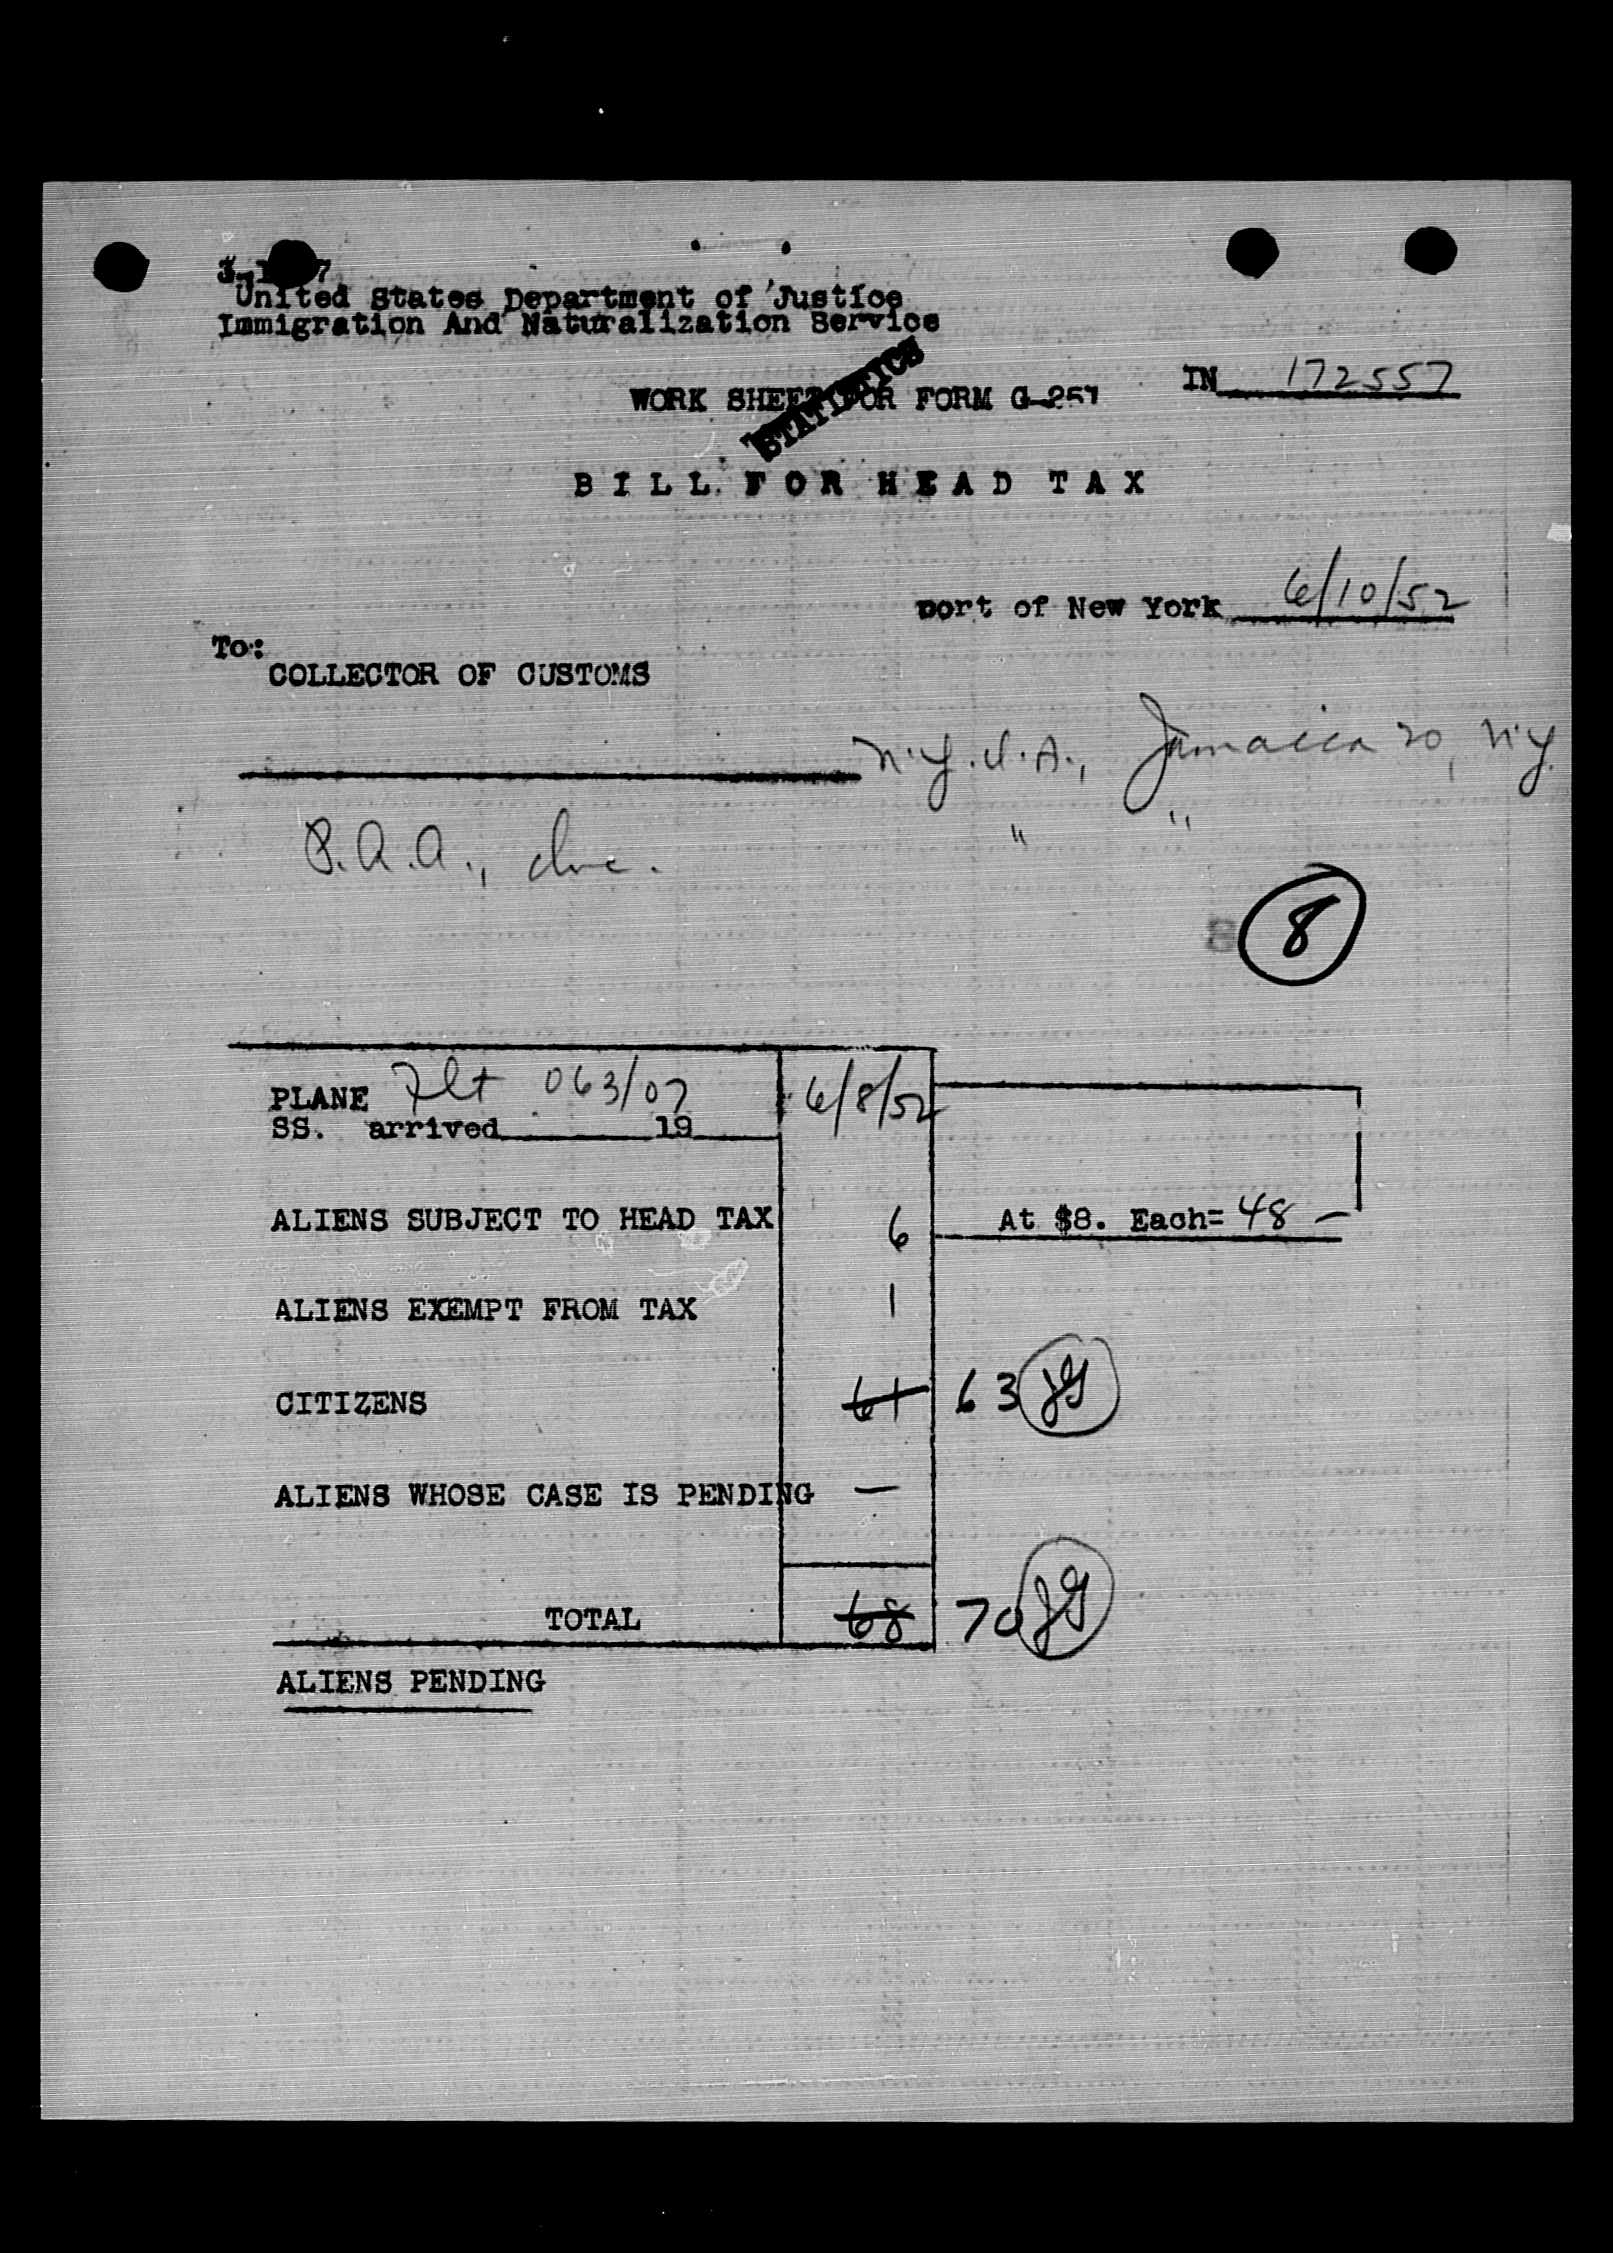 United States Department of Justice
Immigration And Naturalization Service
STATISTICS
IN 172557
WORK SHEET FOR FORM G-251
BILL FOR HEAD TAX
port of New York 6/10/52
To:
COLLECTOR OF CUSTOMS
N.Y.I.A., Jamaica 20, N.Y.
P.A.A., Inc. " "
8 8
PLANE Flt 063/07 6/8/52
SS. arrived 19
ALIENS SUBJECT TO HEAD TAX 6 At $8. Each= 48 —
ALIENS EXEMPT FROM TAX 1
CITIZENS 61 63 JG
ALIENS WHOSE CASE IS PENDING —
TOTAL 68 70 JG
ALIENS PENDING